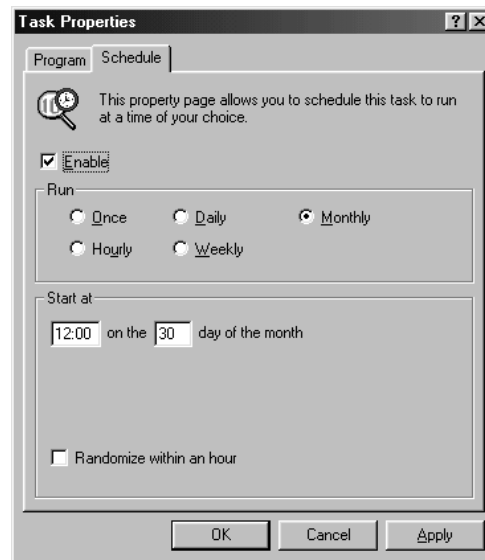 Task Properties
Program Schedule
This property page allows you to schedule this task to run
at a time of your choice.
Enable
Run
Once Daily Monthly
Hourly Weekly
Start at
12:00 on the 30 day of the month
Randomize within an hour
OK Cancel Apply